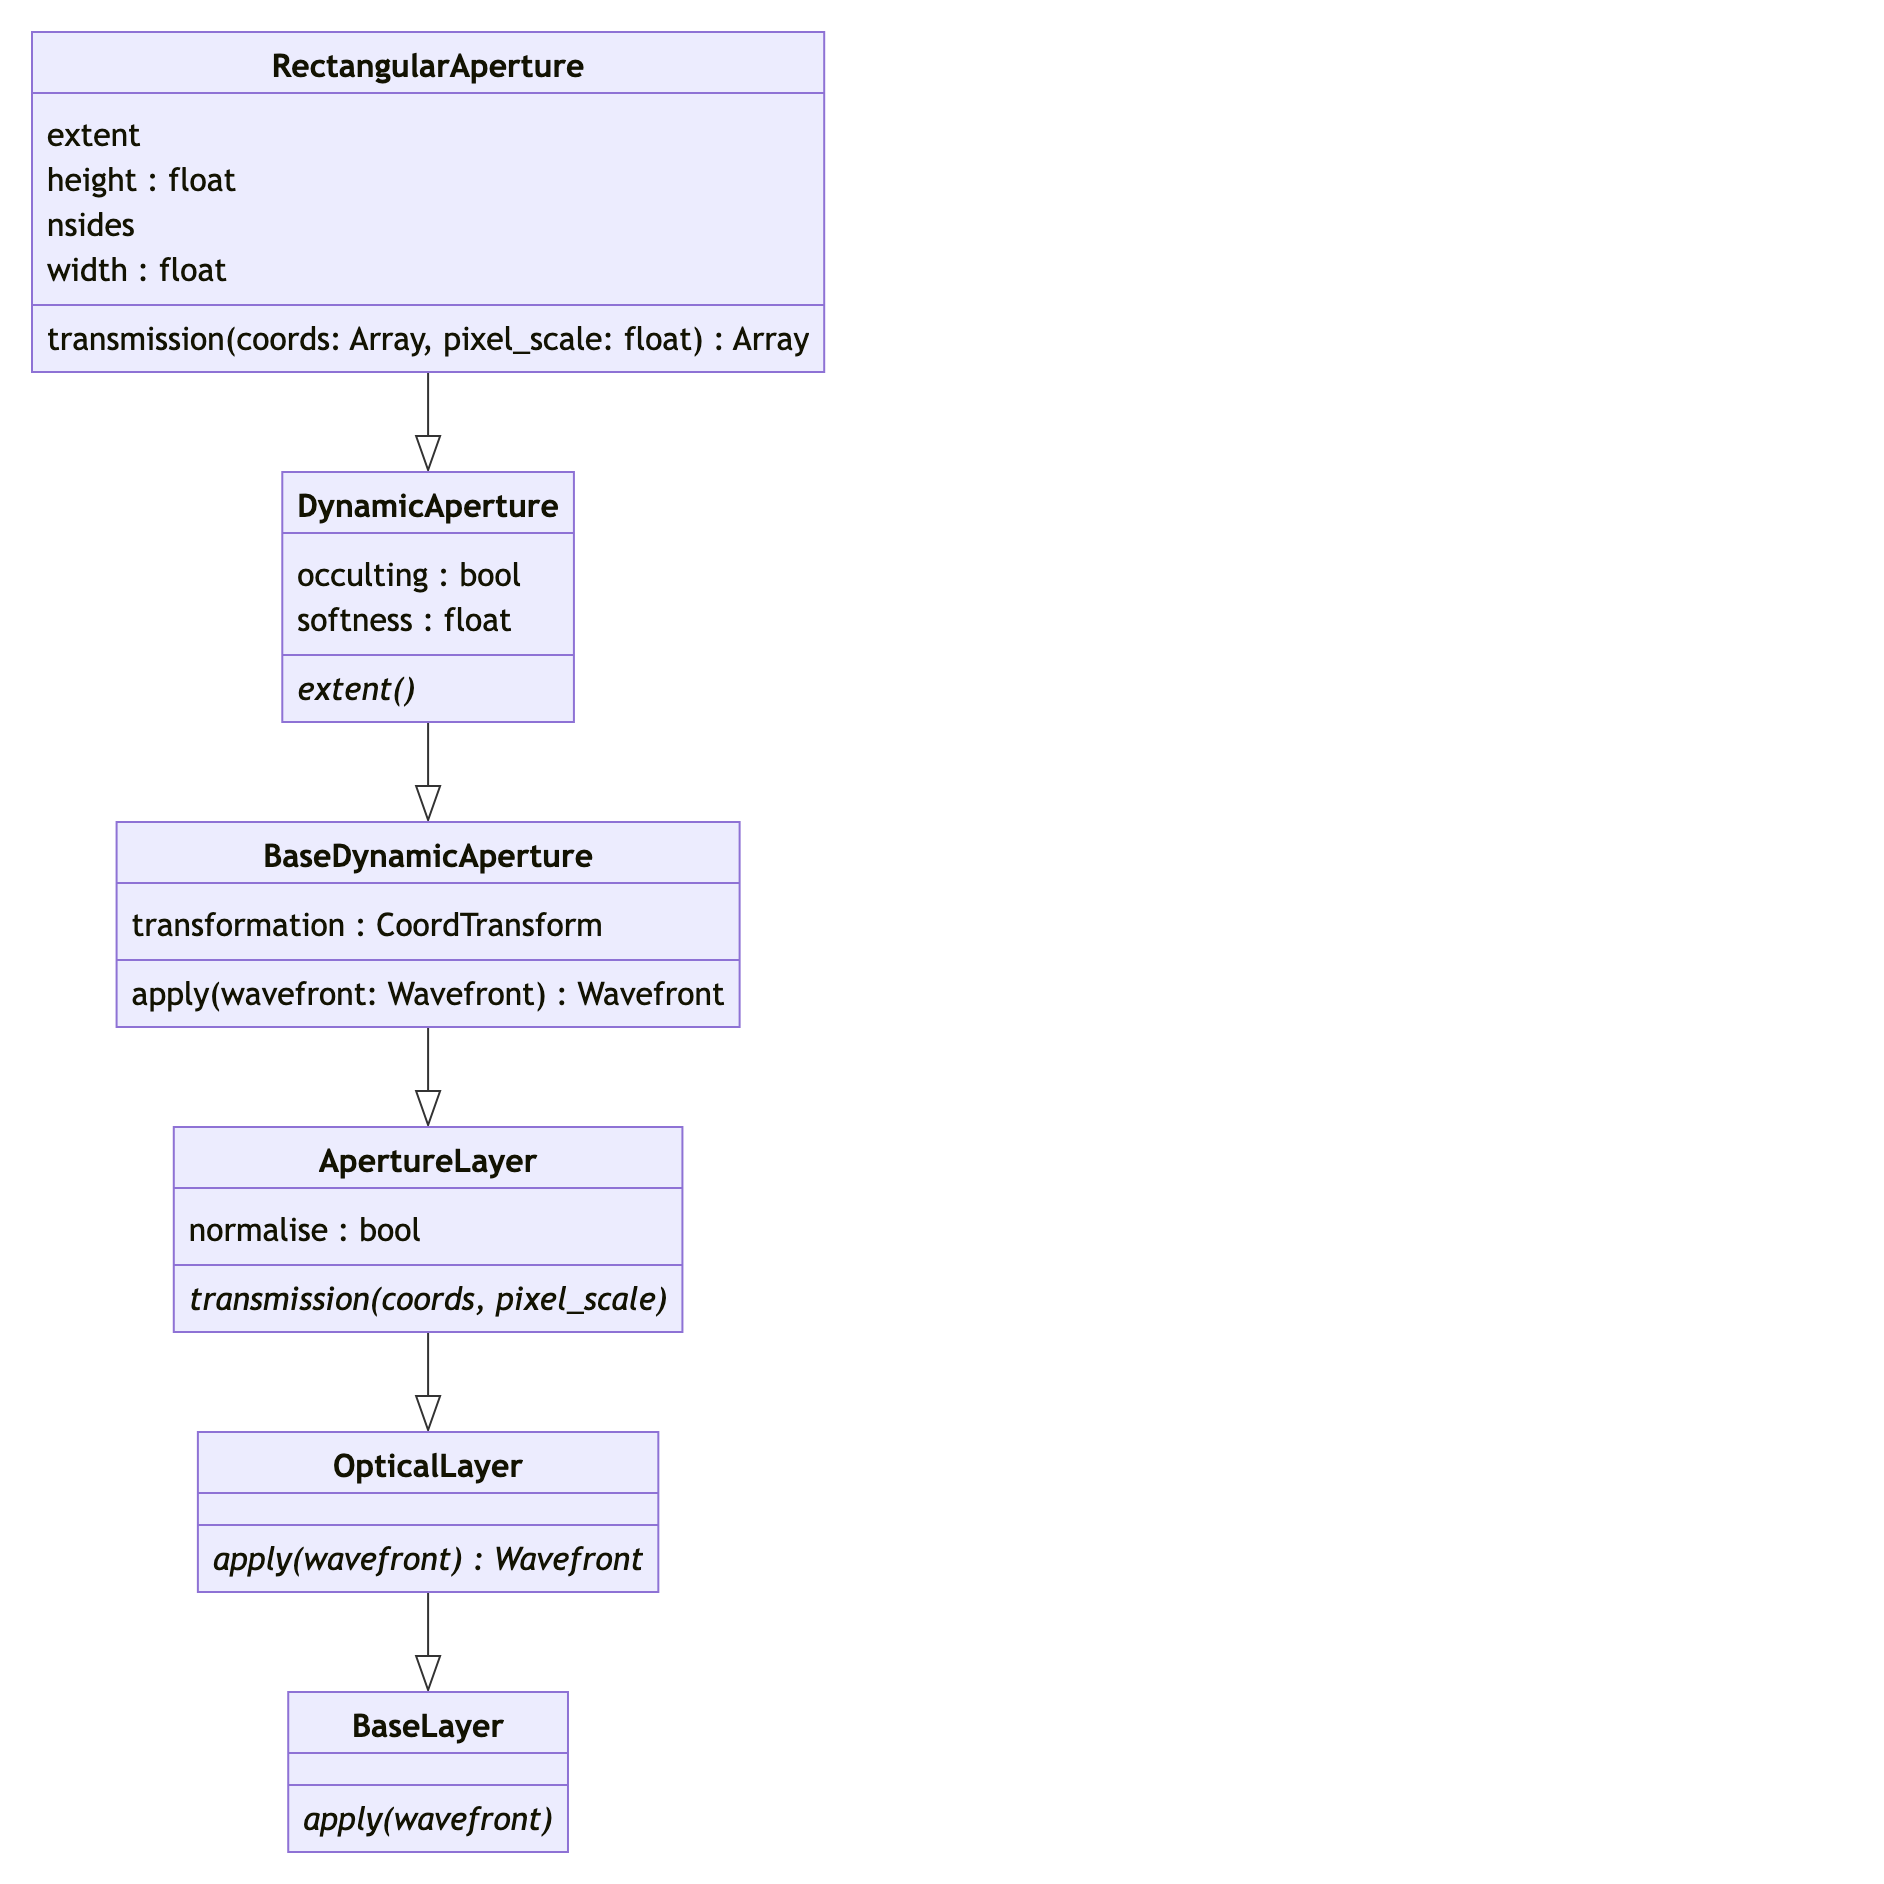 RectangularAperture
extent
height : float
nsides
width : float
transmission(coords: Array, pixel_scale: float) : Array
DynamicAperture
occulting : bool
softness : float
extent()
BaseDynamicAperture
transformation : CoordTransform
apply(wavefront: Wavefront) : Wavefront
ApertureLayer
normalise : bool
transmission(coords, pixel_scale)
OpticalLayer
apply(wavefront) : Wavefront
BaseLayer
apply(wavefront)